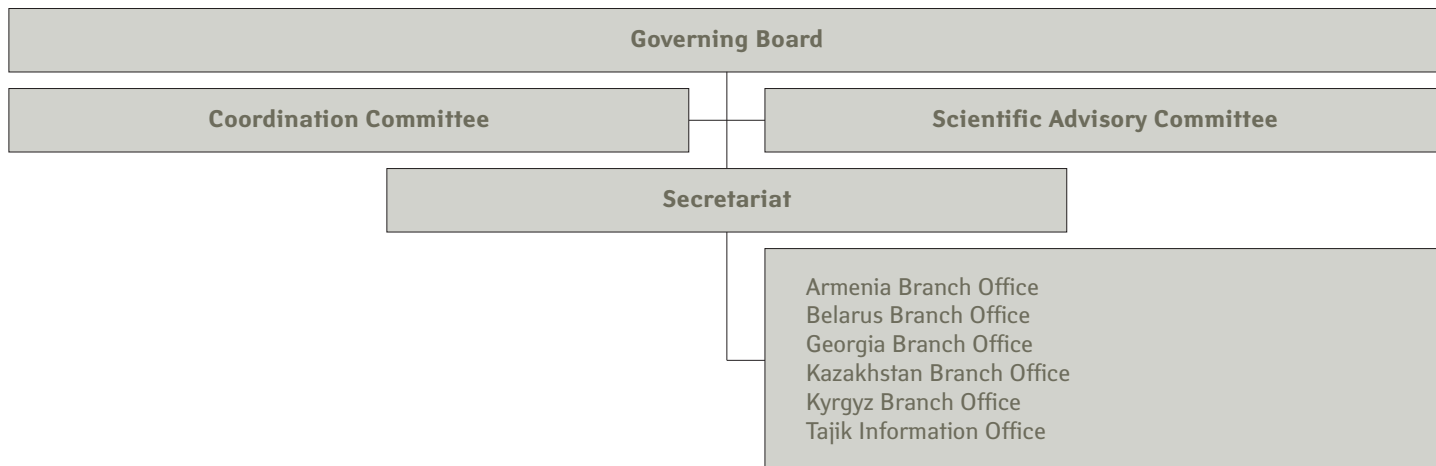 Governing Board
Coordination Committee
Scientific Advisory Committee
Secretariat
Armenia Branch Office
Belarus Branch Office
Georgia Branch Office
Kazakhstan Branch Office
Kyrgyz Branch Office
Tajik Information Office